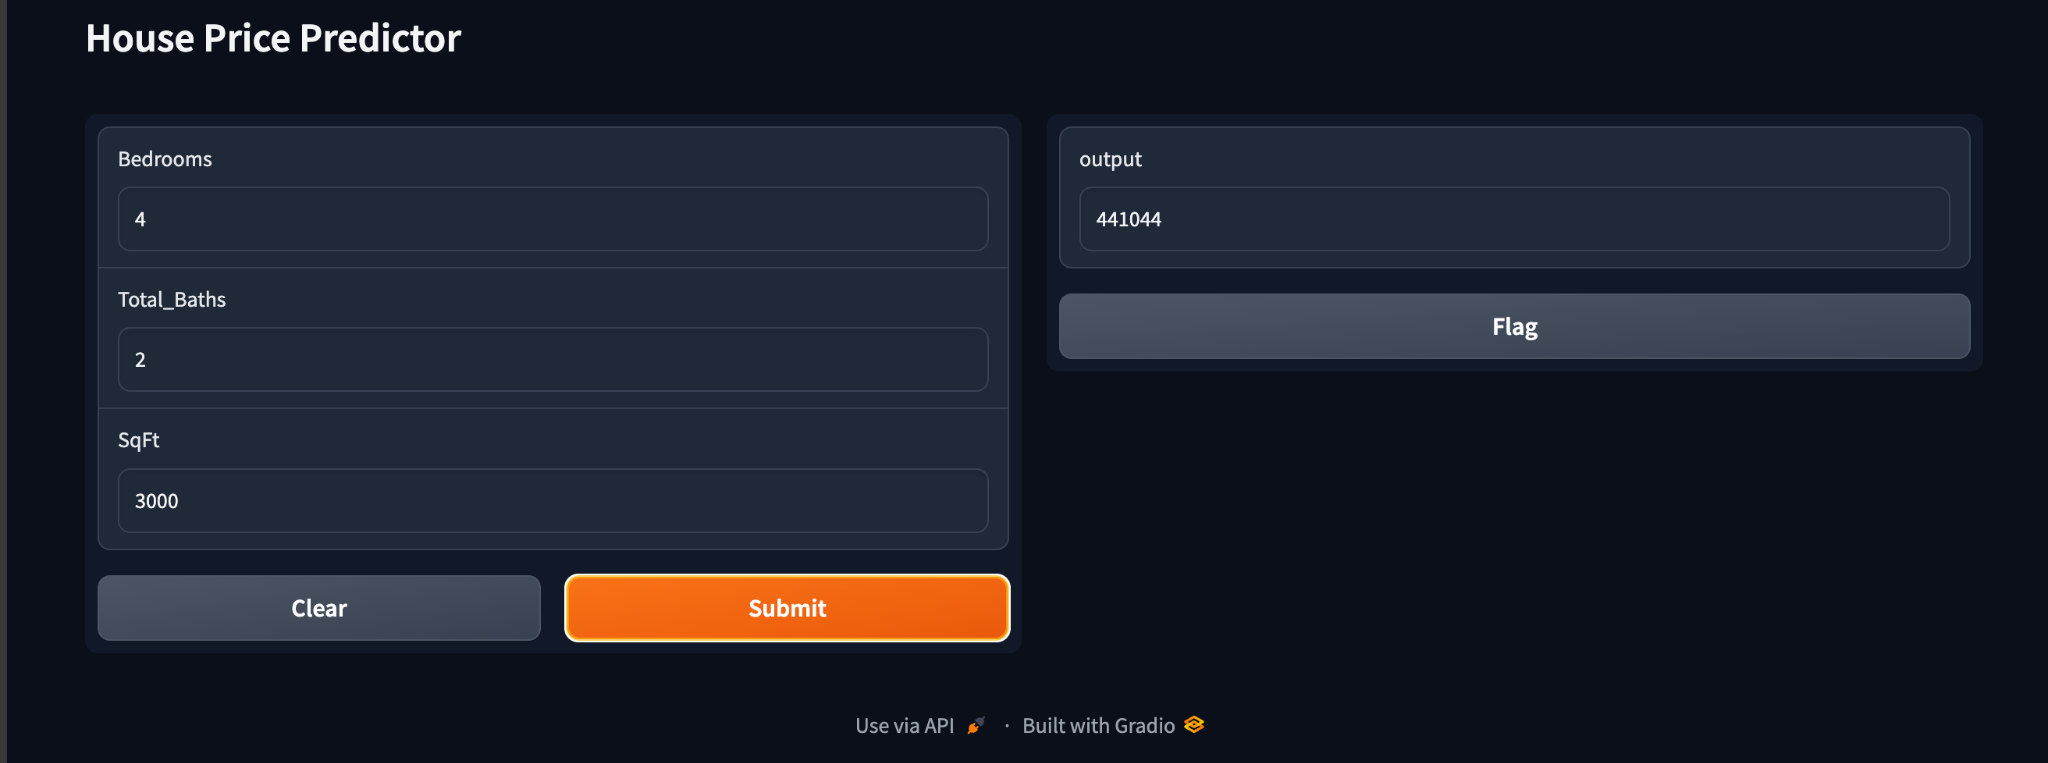 House Price Predictor
Bedrooms
4
Total_Baths
2
SqFt
3000
Clear
Submit
output
441044
Flag
Use via API · Built with Gradio